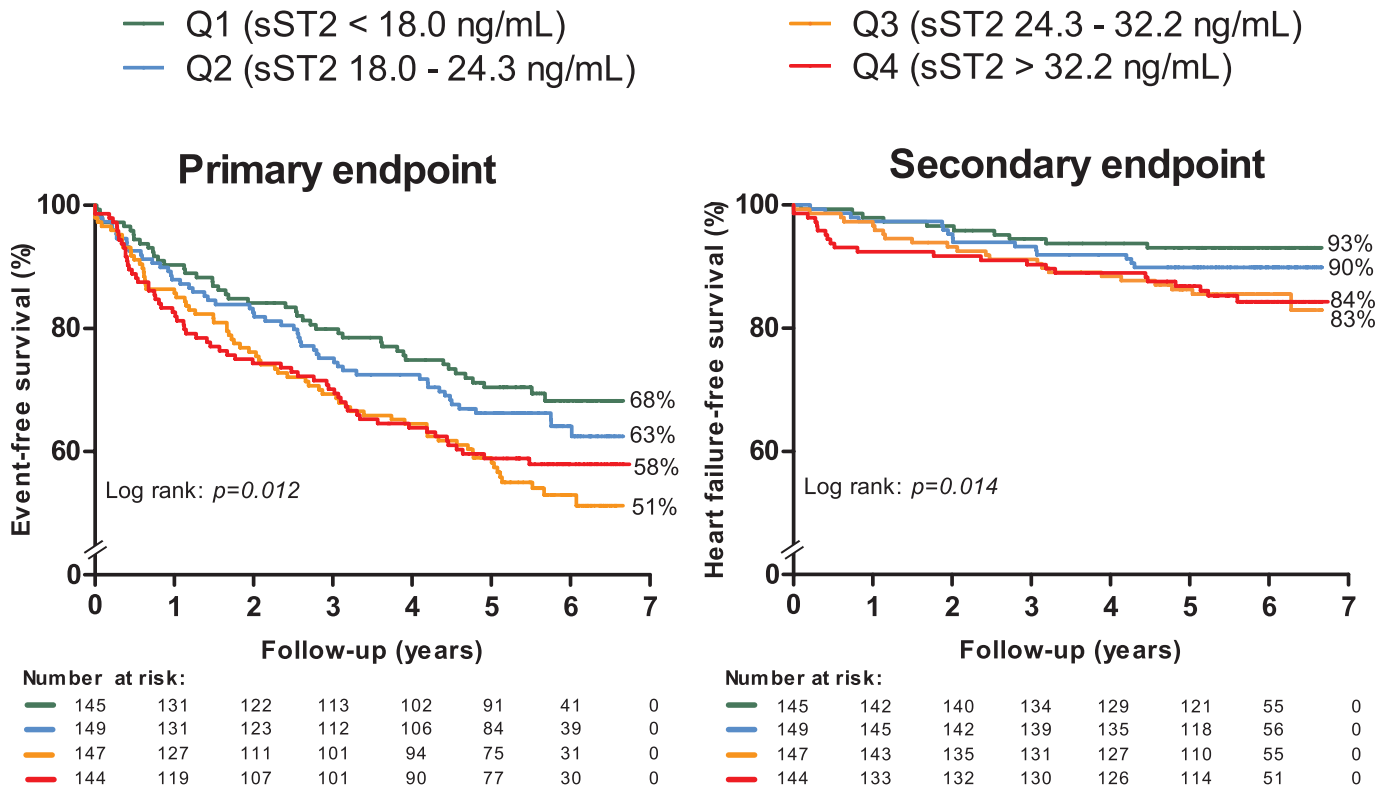 Q1 (sST2 < 18.0 ng/mL)
Q2 (sST2 18.0 - 24.3 ng/mL)
Q3 (sST2 24.3 - 32.2 ng/mL)
Q4 (sST2 > 32.2 ng/mL)
Primary endpoint
Event-free survival (%)
100
80
60
0
68%
63%
58%
51%
Log rank: p=0.012
0 1 2 3 4 5 6 7
Follow-up (years)
Number at risk:
145 131 122 113 102 91 41 0
149 131 123 112 106 84 39 0
147 127 111 101 94 75 31 0
144 119 107 101 90 77 30 0
Secondary endpoint
Heart failure-free survival (%)
100
80
60
0
93%
90%
84%
83%
Log rank: p=0.014
0 1 2 3 4 5 6 7
Follow-up (years)
Number at risk:
145 142 140 134 129 121 55 0
149 145 142 139 135 118 56 0
147 143 135 131 127 110 55 0
144 133 132 130 126 114 51 0